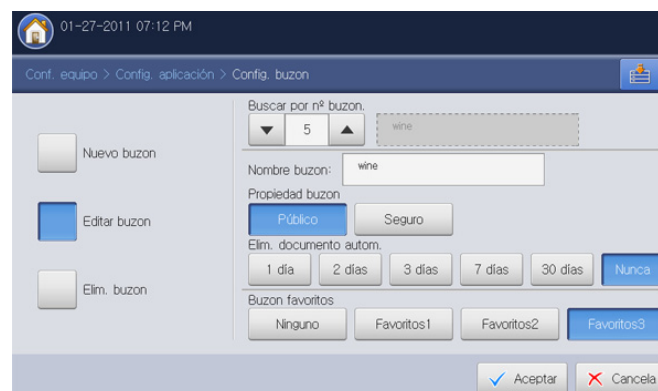 01-27-2011 07:12 PM
Conf. equipo > Config. aplicación > Config. buzon
Buscar por nº buzon.
5
wine
Nuevo buzon
Nombre buzon:
wine
Propiedad buzon
Público
Seguro
Editar buzon
Elim. documento autom.
1 día
2 días
3 días
7 días
30 días
Nunca
Elim. buzon
Buzon favoritos
Ninguno
Favoritos1
Favoritos2
Favoritos3
Aceptar
Cancela